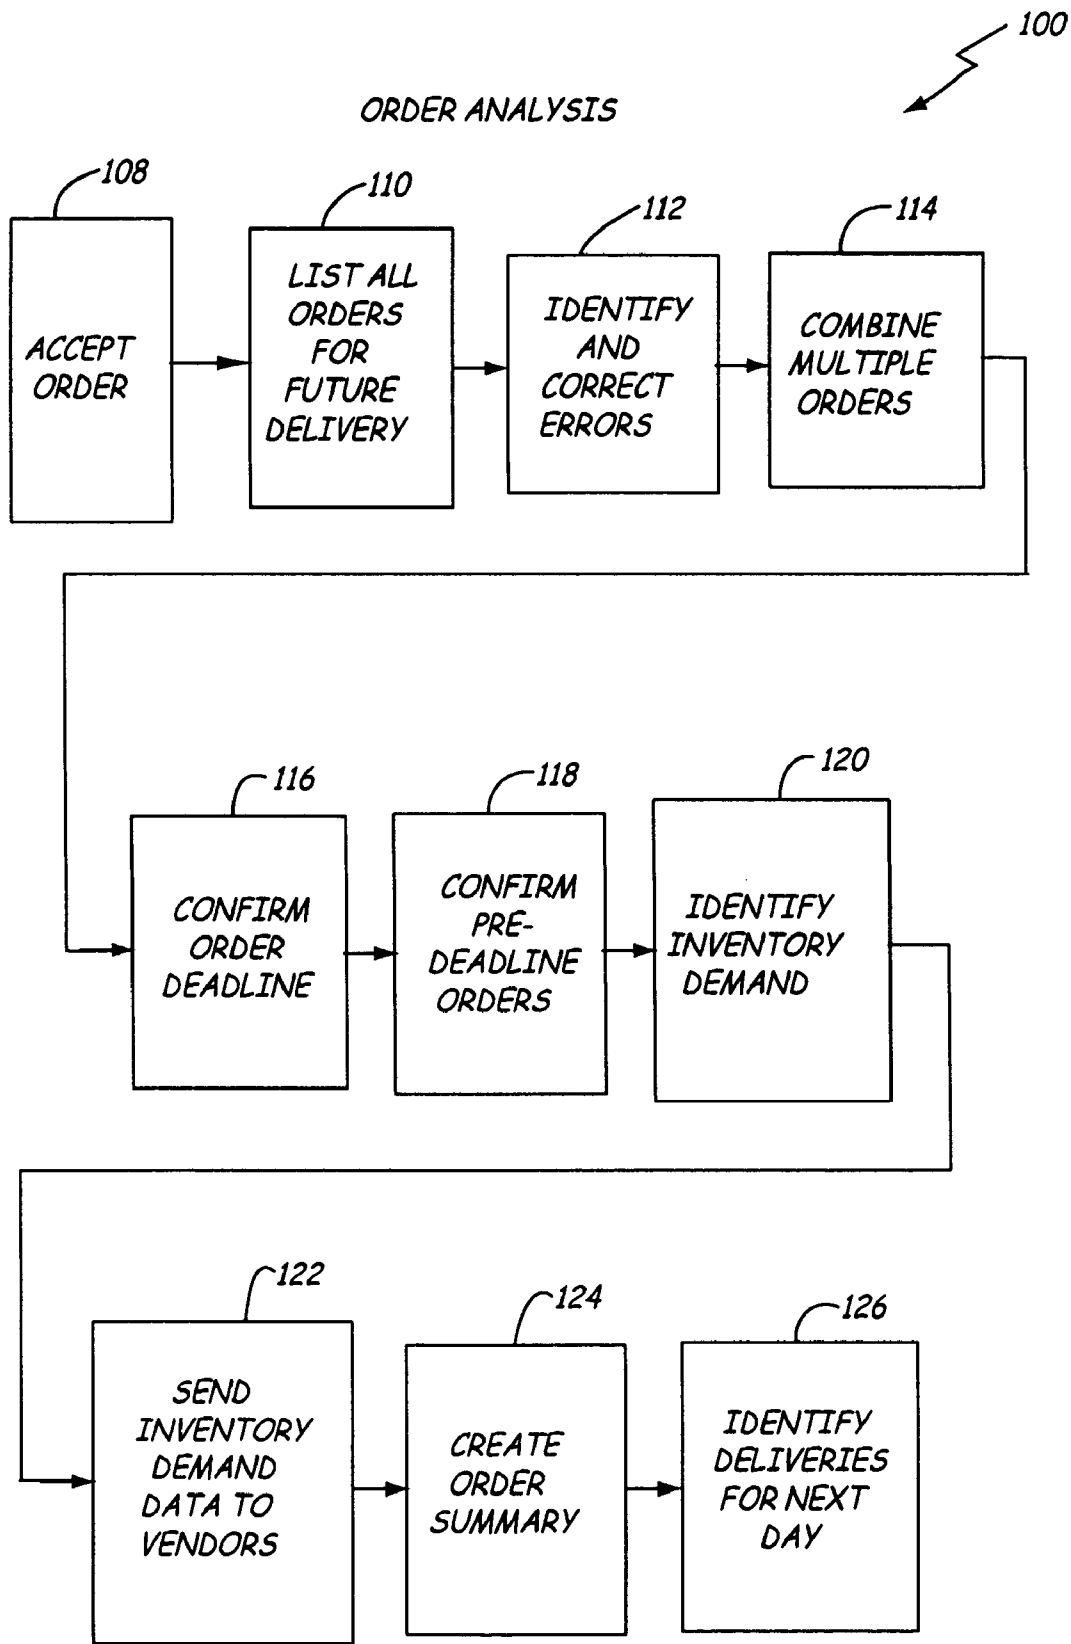 100
ORDER ANALYSIS
108
ACCEPT
ORDER
110
LIST ALL
ORDERS
FOR
FUTURE
DELIVERY
112
IDENTIFY
AND
CORRECT
ERRORS
114
COMBINE
MULTIPLE
ORDERS
116
CONFIRM
ORDER
DEADLINE
118
CONFIRM
PRE-
DEADLINE
ORDERS
120
IDENTIFY
INVENTORY
DEMAND
122
SEND
INVENTORY
DEMAND
DATA TO
VENDORS
124
CREATE
ORDER
SUMMARY
126
IDENTIFY
DELIVERIES
FOR NEXT
DAY